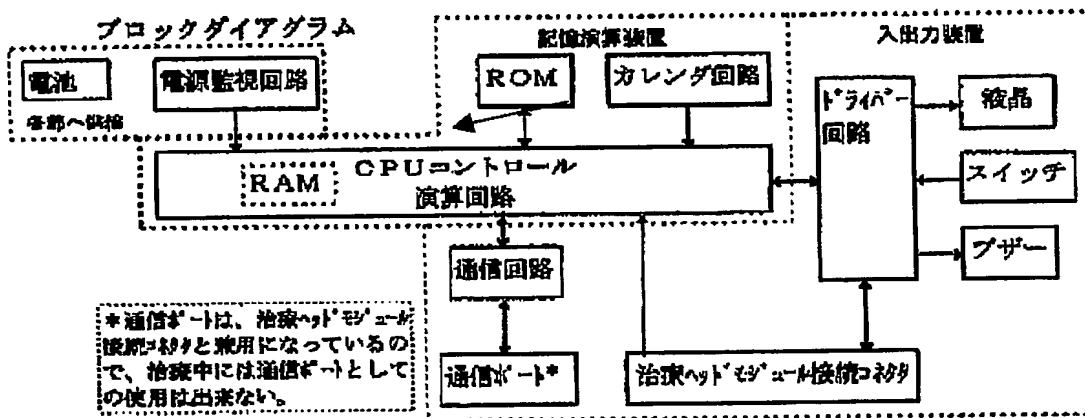 ブロックダイアグラム
記憶演算装置
入出力装置
電池
電源監視回路
各部へ供給
ROM
カレンダ回路
ﾄﾞﾗｲﾊﾞｰ
回路
液晶
スイッチ
ブザー
RAM
CPUコントロール
演算回路
通信回路
通信ﾎﾟｰﾄ*
治療ﾍｯﾄﾞﾓｼﾞｭｰﾙ接続ｺﾈｸﾀ
*通信ﾎﾟｰﾄは、治療ﾍｯﾄﾞﾓｼﾞｭｰﾙ
接続ｺﾈｸﾀと兼用になっているの
で、治療中には通信ﾎﾟｰﾄとして
の使用は出来ない。